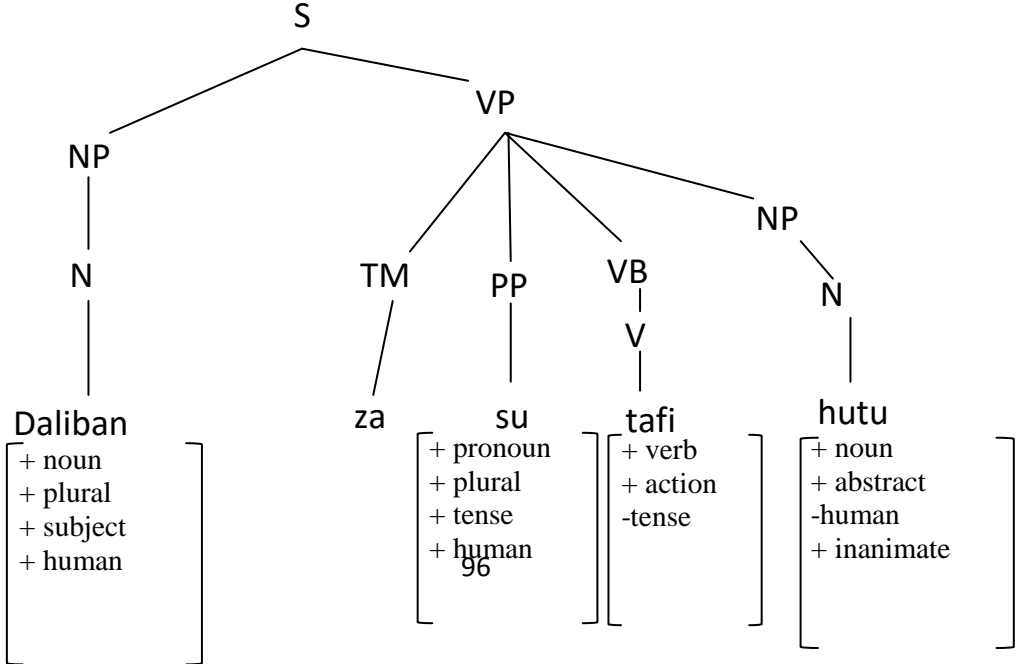 S
VP
NP
NP
N
TM
PP
VB
N
V
Daliban
za
su
tafi
hutu
+ noun
+ plural
+ subject
+ human
+ pronoun
+ plural
+ tense
+ human
96
+ verb
+ action
-tense
+ noun
+ abstract
-human
+ inanimate